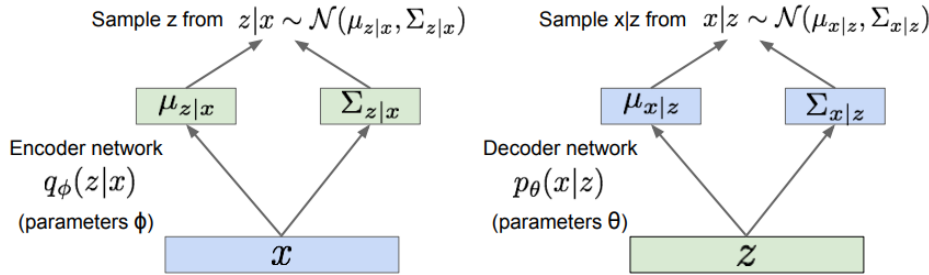 Sample z from z|x ∼ 𝒩(μ_{z|x}, Σ_{z|x})
μ_{z|x}
Σ_{z|x}
Encoder network
q_ϕ(z|x)
(parameters ϕ)
x
Sample x|z from x|z ∼ 𝒩(μ_{x|z}, Σ_{x|z})
μ_{x|z}
Σ_{x|z}
Decoder network
p_θ(x|z)
(parameters θ)
z